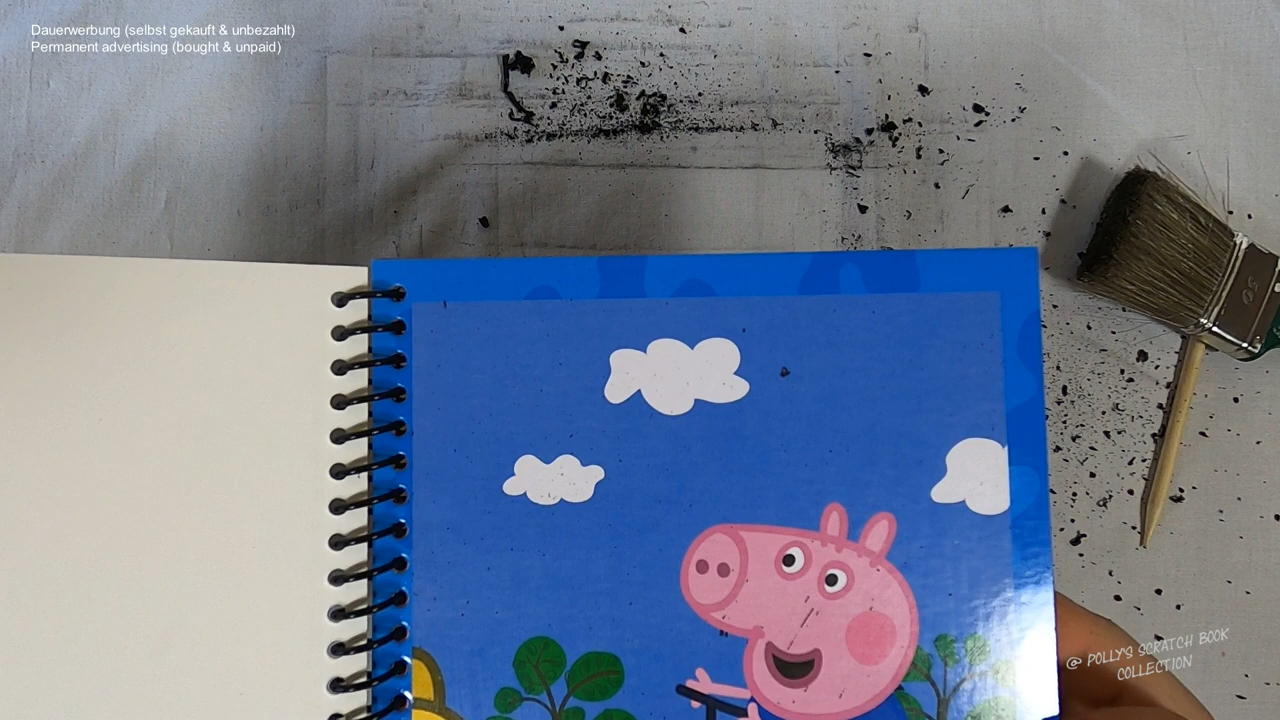 Dauerwerbung (selbst gekauft & unbezahlt)
Permanent advertising (bought & unpaid)
@ POLLY'S SCRATCH BOOK
COLLECTION